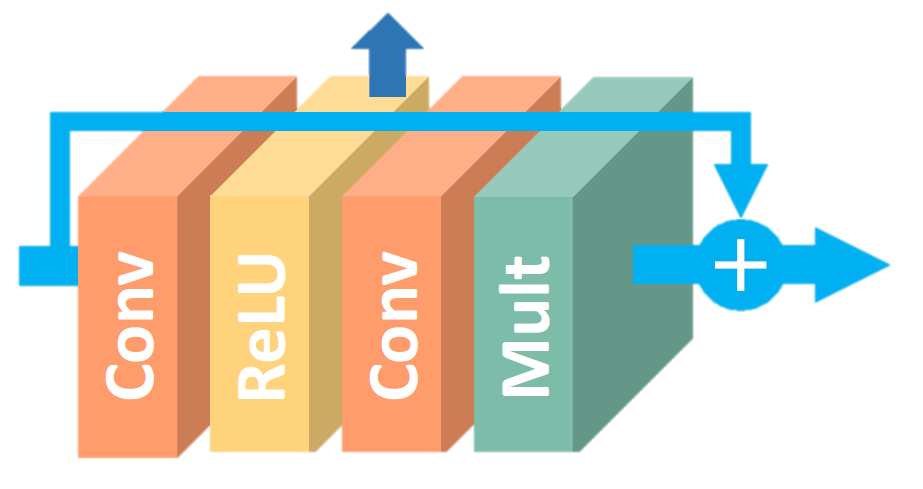 Conv
ReLU
Conv
Mult
+